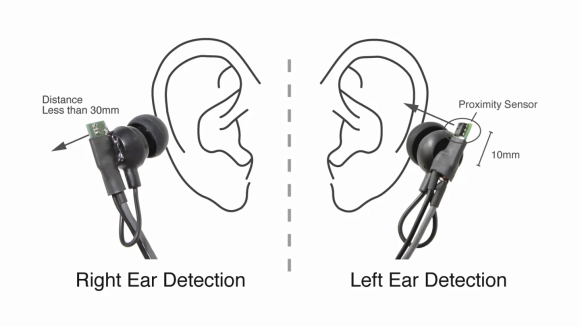 Distance
Less than 30mm
Proximity Sensor
10mm
Right Ear Detection
Left Ear Detection